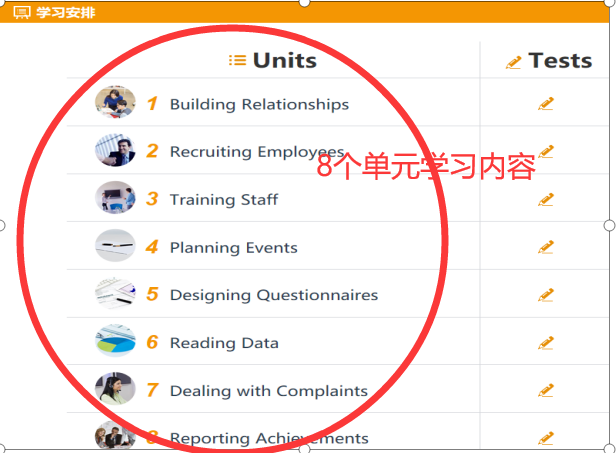 学习安排
Units Tests
1 Building Relationships
2 Recruiting Employees
8个单元学习内容
3 Training Staff
4 Planning Events
5 Designing Questionnaires
6 Reading Data
7 Dealing with Complaints
8 Reporting Achievements